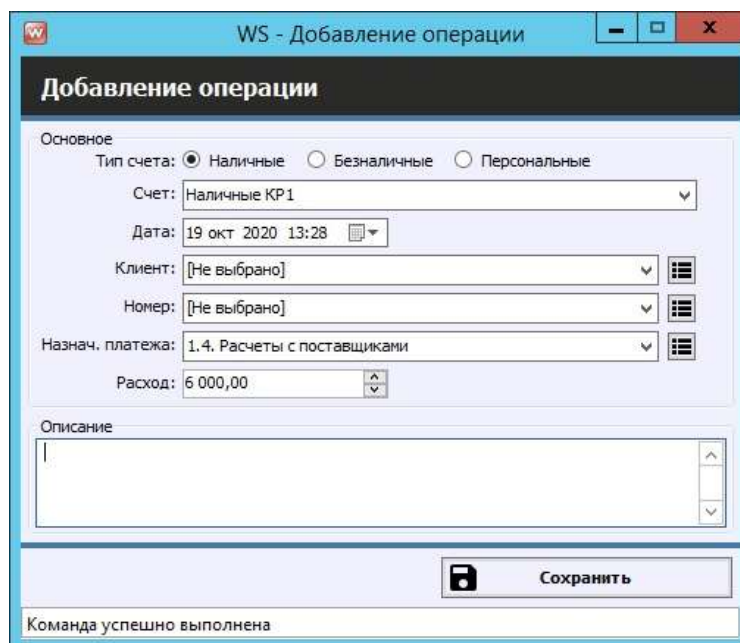 WS - Добавление операции
Добавление операции
Основное
Тип счета: Наличные Безналичные Персональные
Счет: Наличные КР1
Дата: 19 окт 2020 13:28
Клиент: [Не выбрано]
Номер: [Не выбрано]
Назнач. платежа: 1.4. Расчеты с поставщиками
Расход: 6 000,00
Описание
Сохранить
Команда успешно выполнена